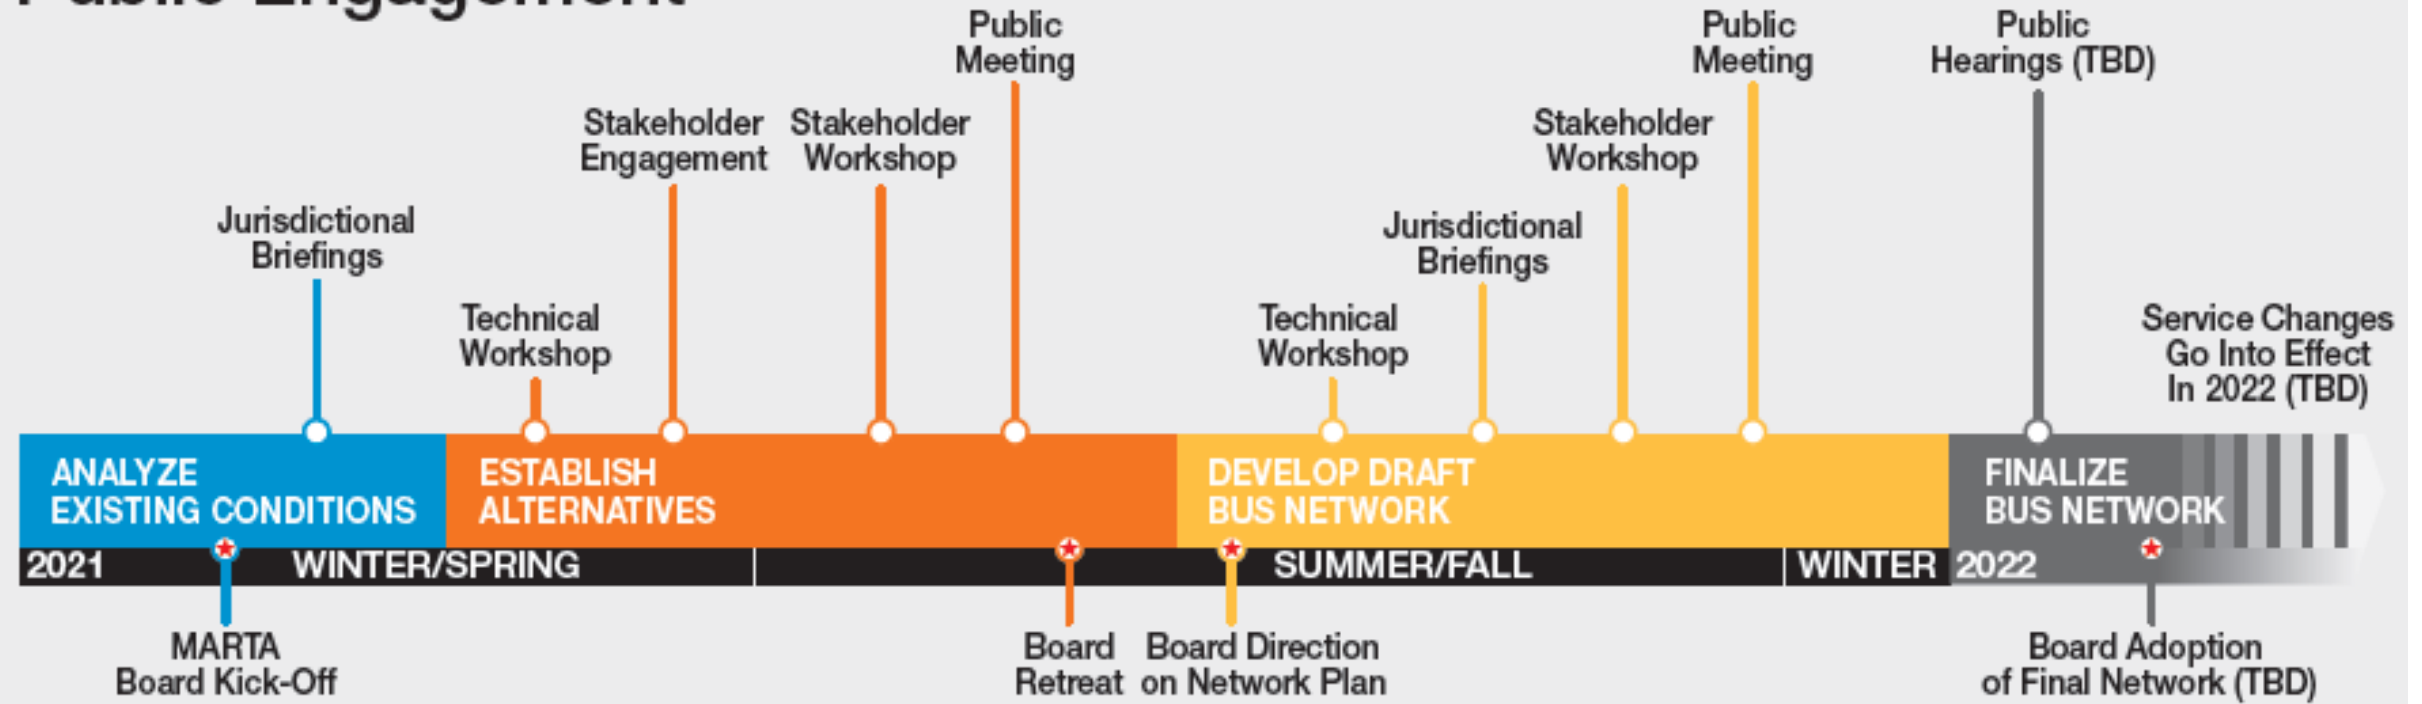 Public Engagement
Public
Meeting
Public
Meeting
Public
Hearings (TBD)
Stakeholder
Engagement
Stakeholder
Workshop
Stakeholder
Workshop
Jurisdictional
Briefings
Jurisdictional
Briefings
Technical
Workshop
Technical
Workshop
Service Changes
Go Into Effect
In 2022 (TBD)
ANALYZE
EXISTING CONDITIONS
ESTABLISH
ALTERNATIVES
DEVELOP DRAFT
BUS NETWORK
FINALIZE
BUS NETWORK
2021 WINTER/SPRING SUMMER/FALL WINTER 2022
MARTA
Board Kick-Off
Board
Retreat
Board Direction
on Network Plan
Board Adoption
of Final Network (TBD)